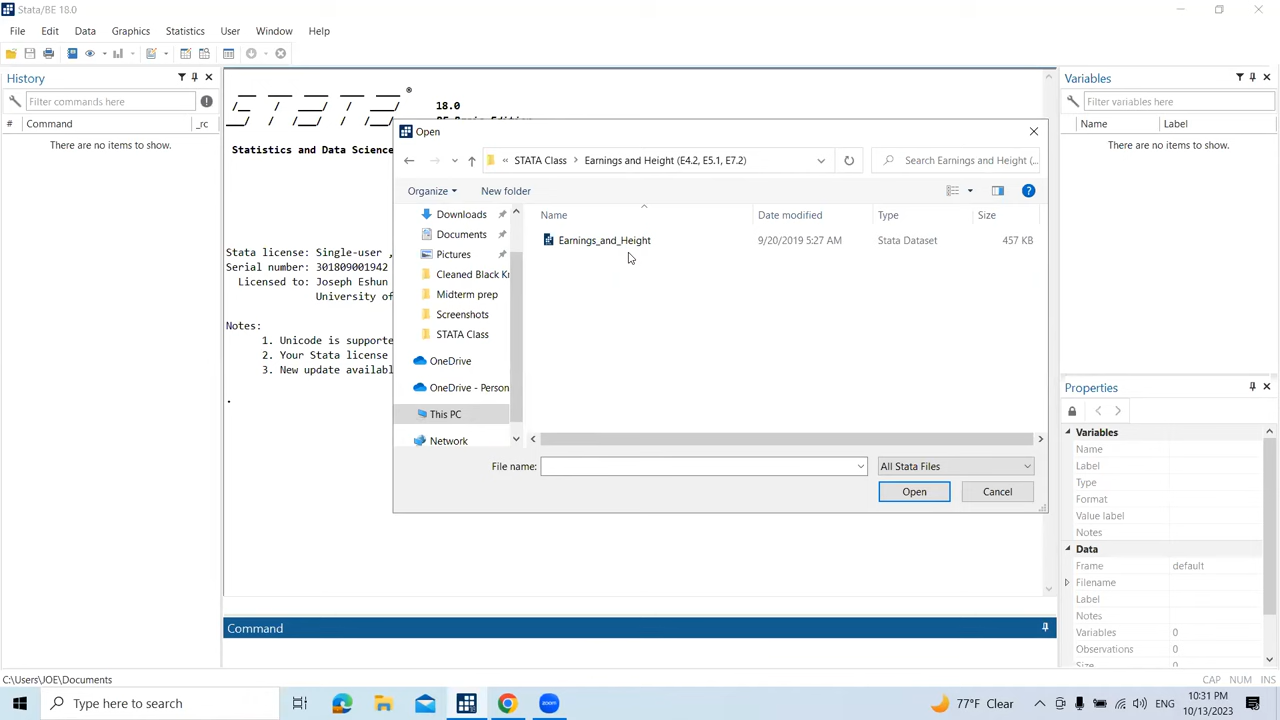 Stata/BE 18.0
File Edit Data Graphics Statistics User Window Help
History
Filter commands here
# Command _rc
There are no items to show.
®
18.0
Statistics and Data Science
Stata license: Single-user ,
Serial number: 301809001942
Licensed to: Joseph Eshun
University of
Notes:
1. Unicode is supporte
2. Your Stata license
3. New update availabl
.
Open
« STATA Class > Earnings and Height (E4.2, E5.1, E7.2)
Search Earnings and Height (...
Organize New folder
Downloads
Documents
Pictures
Cleaned Black Kr
Midterm prep
Screenshots
STATA Class
OneDrive
OneDrive - Person
This PC
Network
Name Date modified Type Size
Earnings_and_Height 9/20/2019 5:27 AM Stata Dataset 457 KB
File name: All Stata Files
Open Cancel
Command
Variables
Filter variables here
Name Label
There are no items to show.
Properties
Variables
Name
Label
Type
Format
Value label
Notes
Data
Frame default
Filename
Label
Notes
Variables 0
Observations 0
C:\Users\JOE\Documents
CAP NUM INS
Type here to search
zoom
77°F Clear
ENG
10:31 PM
10/13/2023